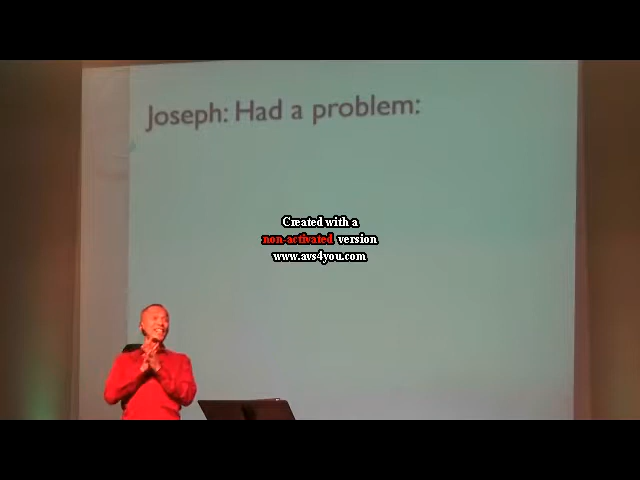 Joseph: Had a problem:
Created with a
non-activated version
www.avs4you.com